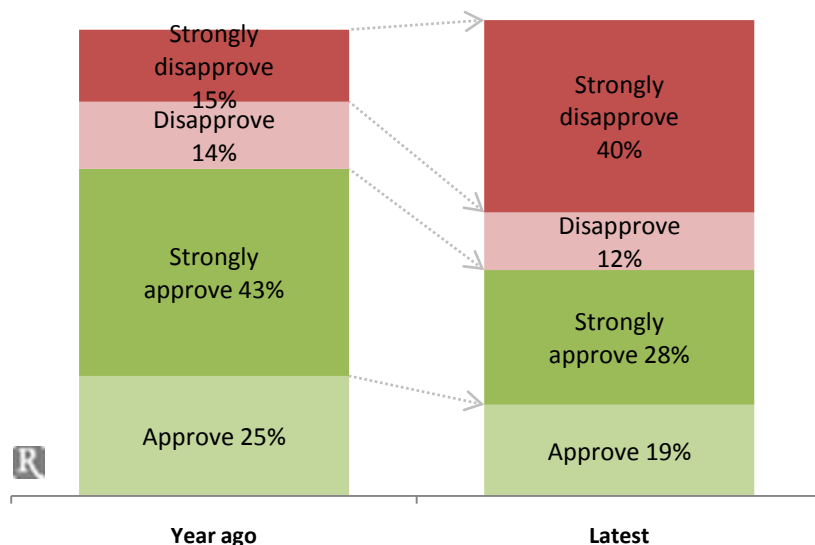 Strongly
disapprove
15%
Disapprove
14%
Strongly
approve 43%
Approve 25%
Strongly
disapprove
40%
Disapprove
12%
Strongly
approve 28%
Approve 19%
R
Year ago
Latest